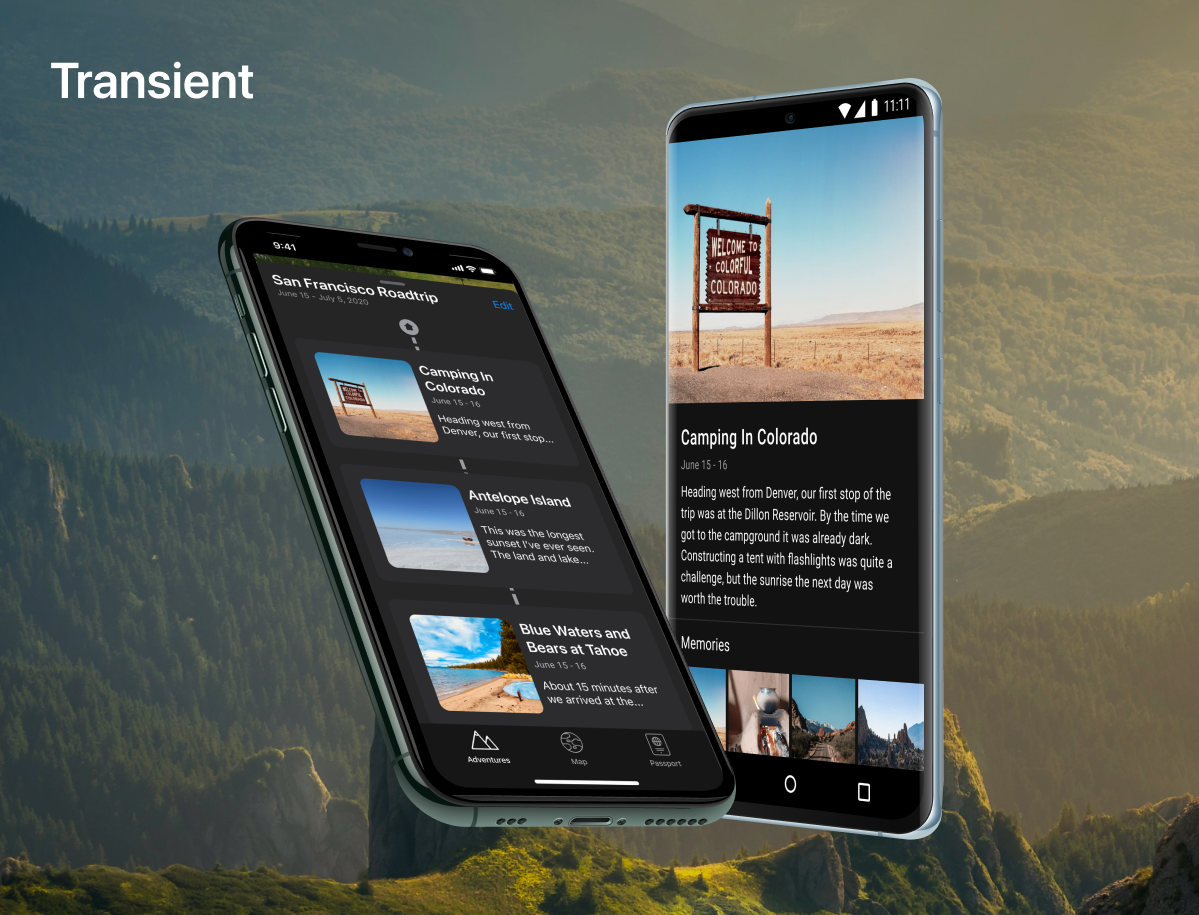 Transient
9:41
San Francisco Roadtrip
June 15 - July 5, 2020
Edit
Camping In
Colorado
June 15 - 16
Heading west from
Denver, our first stop...
Antelope Island
June 15 - 16
This was the longest
sunset I've ever seen.
The land and lake...
Blue Waters and
Bears at Tahoe
June 15 - 16
About 15 minutes after
we arrived at the...
Adventures
Map
Passport
11:11
WELCOME TO
COLORFUL
COLORADO
Camping In Colorado
June 15 - 16
Heading west from Denver, our first stop of the
trip was at the Dillon Reservoir. By the time we
got to the campground it was already dark.
Constructing a tent with flashlights was quite a
challenge, but the sunrise the next day was
worth the trouble.
Memories